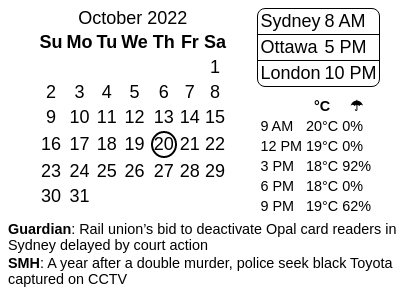 October 2022
Su Mo Tu We Th Fr Sa
1
2 3 4 5 6 7 8
9 10 11 12 13 14 15
16 17 18 19 20 21 22
23 24 25 26 27 28 29
30 31
Sydney 8 AM
Ottawa 5 PM
London 10 PM
°C ☂
9 AM 20°C 0%
12 PM 19°C 0%
3 PM 18°C 92%
6 PM 18°C 0%
9 PM 19°C 62%
Guardian: Rail union’s bid to deactivate Opal card readers in
Sydney delayed by court action
SMH: A year after a double murder, police seek black Toyota
captured on CCTV